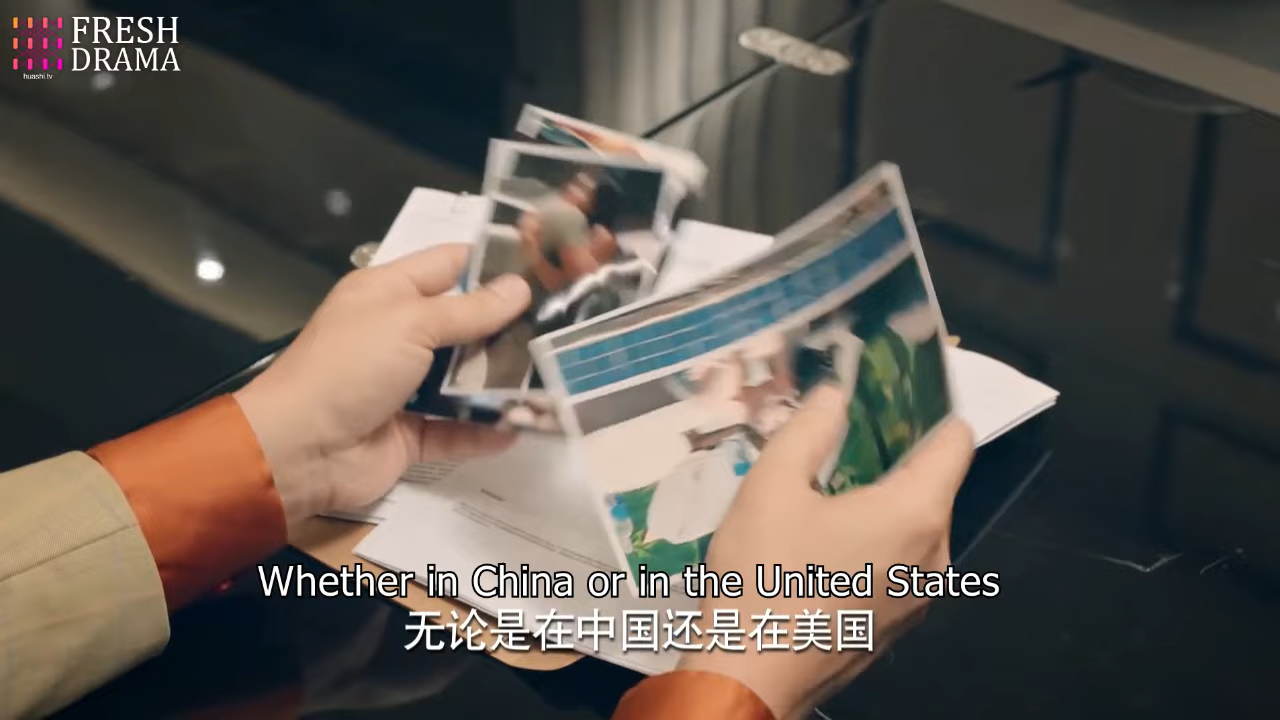 FRESH
DRAMA
huashi.tv
Whether in China or in the United States
无论是在中国还是在美国